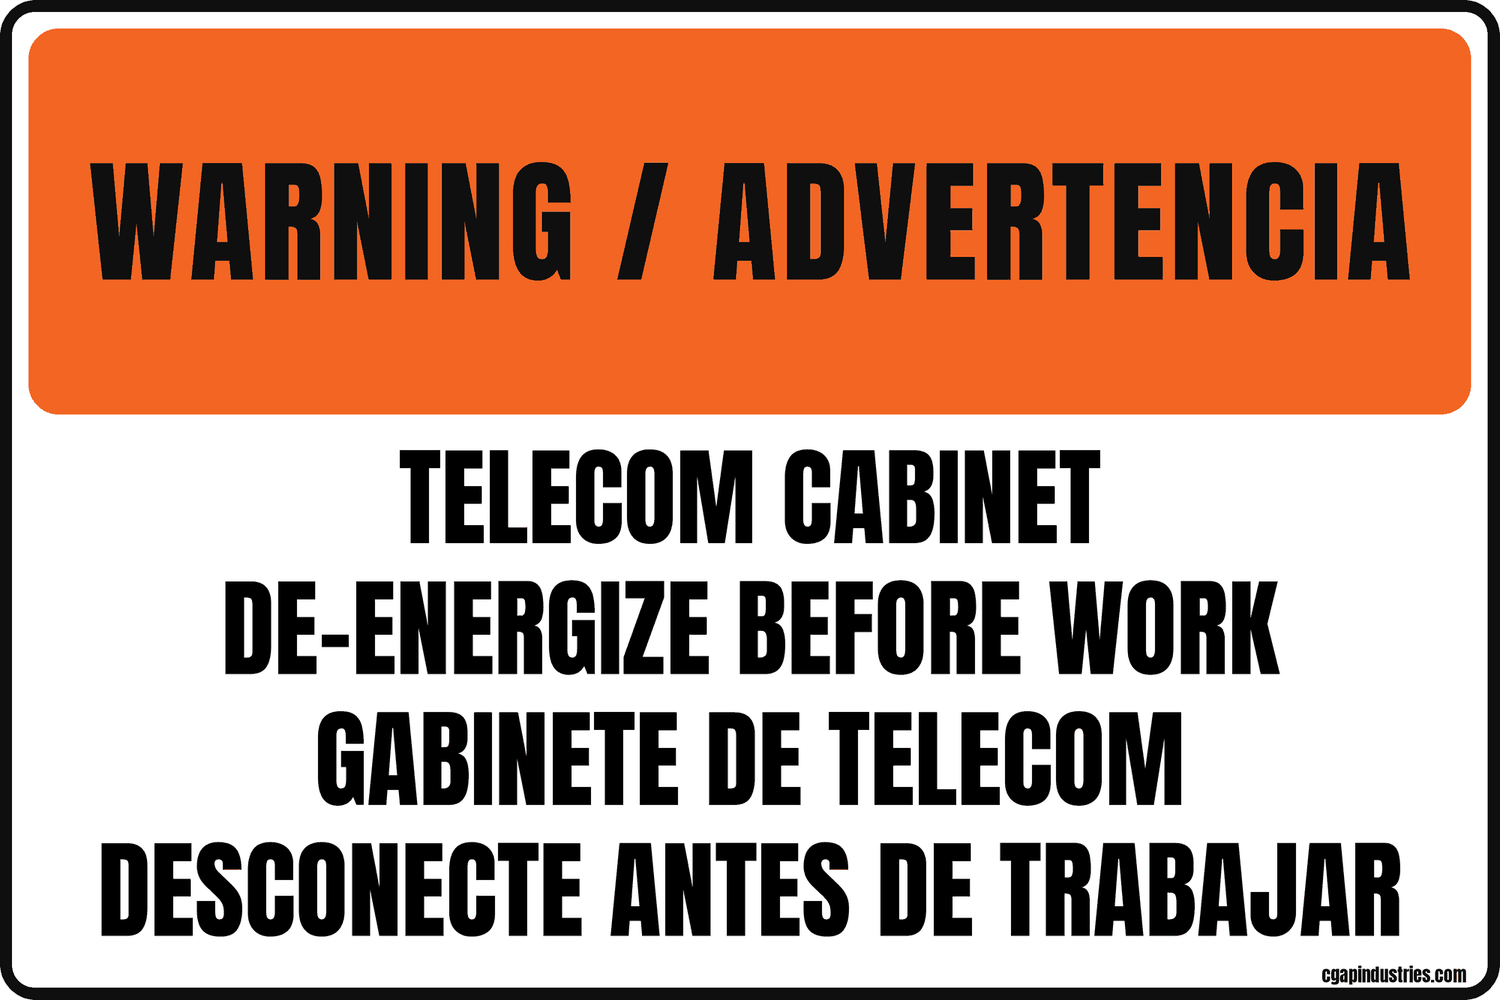 WARNING / ADVERTENCIA
TELECOM CABINET
DE-ENERGIZE BEFORE WORK
GABINETE DE TELECOM
DESCONECTE ANTES DE TRABAJAR
cgapindustries.com